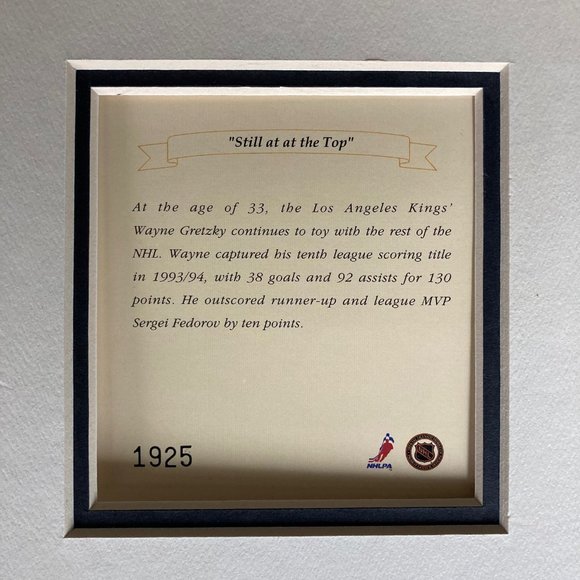 "Still at at the Top"
At the age of 33, the Los Angeles Kings'
Wayne Gretzky continues to toy with the rest of the
NHL. Wayne captured his tenth league scoring title
in 1993/94, with 38 goals and 92 assists for 130
points. He outscored runner-up and league MVP
Sergei Fedorov by ten points.
1925
NHLPA